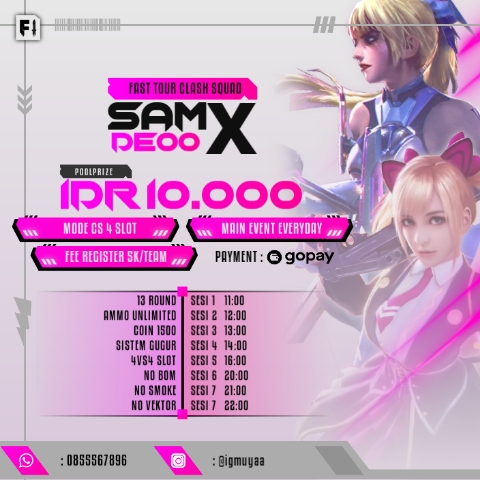 FI
FAST TOUR CLASH SQUAD
SAM X
DEOO
POOLPRIZE
IDR 10.000
MODE CS 4 SLOT
MAIN EVENT EVERYDAY
FEE REGISTER 5K/TEAM
PAYMENT : gopay
13 ROUND SESI 1 11:00
AMMO UNLIMITED SESI 2 12:00
COIN 1500 SESI 3 13:00
SISTEM GUGUR SESI 4 14:00
4VS4 SLOT SESI 5 16:00
NO BOM SESI 6 20:00
NO SMOKE SESI 7 21:00
NO VEKTOR SESI 7 22:00
: 0855567896
: @igmuyaa